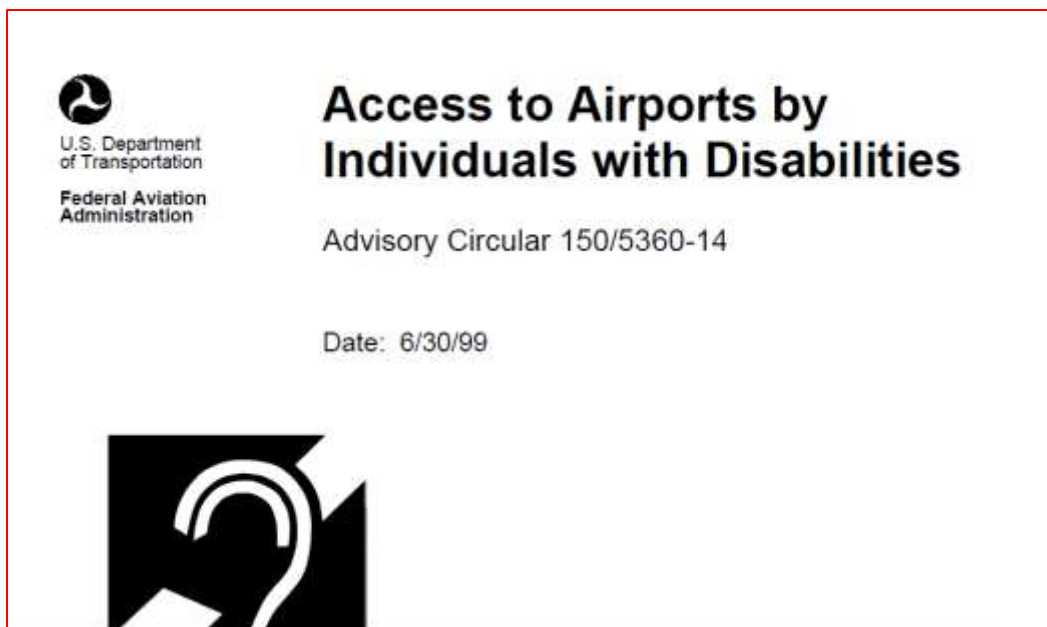 U.S. Department
of Transportation
Federal Aviation
Administration
Access to Airports by
Individuals with Disabilities
Advisory Circular 150/5360-14
Date: 6/30/99